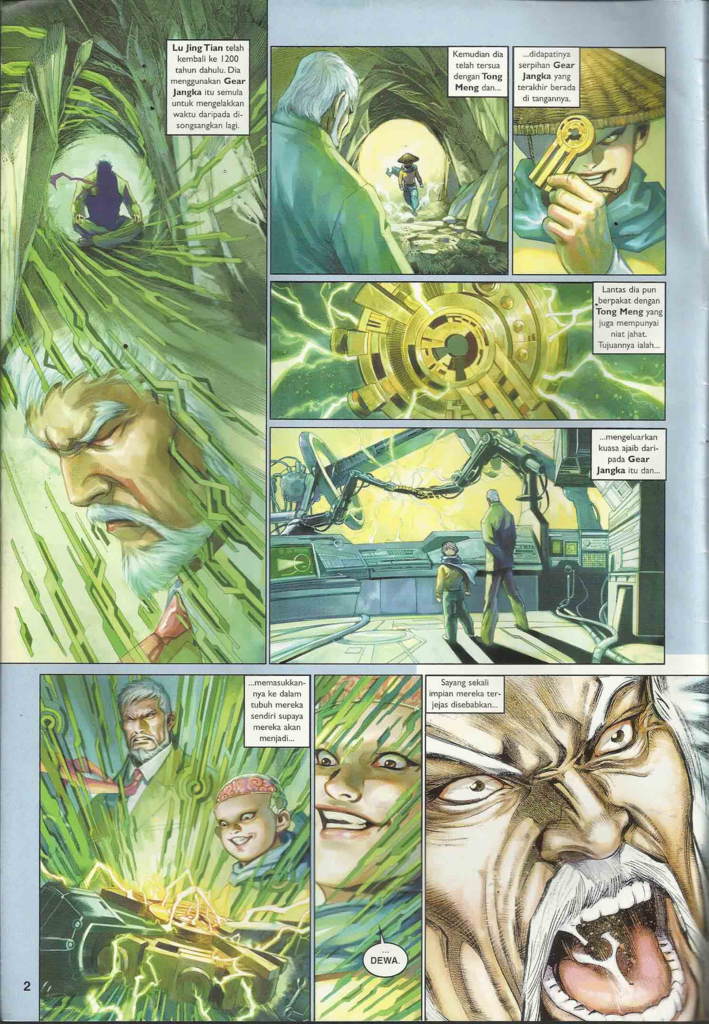 Lu Jing Tian telah
kembali ke 1200
tahun dahulu. Dia
menggunakan Gear
Jangka itu semula
untuk mengelakkan
waktu daripada di-
songsangkan lagi.
Kemudian dia
telah tersua
dengan Tong
Meng dan...
...didapatinya
serpihan Gear
Jangka yang
terakhir berada
di tangannya.
Lantas dia pun
berpakat dengan
Tong Meng yang
juga mempunyai
niat jahat.
Tujuannya ialah...
...mengeluarkan
kuasa ajaib dari-
pada Gear
Jangka itu dan...
...memasukkan-
nya ke dalam
tubuh mereka
sendiri supaya
mereka akan
menjadi...
...
DEWA.
Sayang sekali
impian mereka ter-
jejas disebabkan...
2